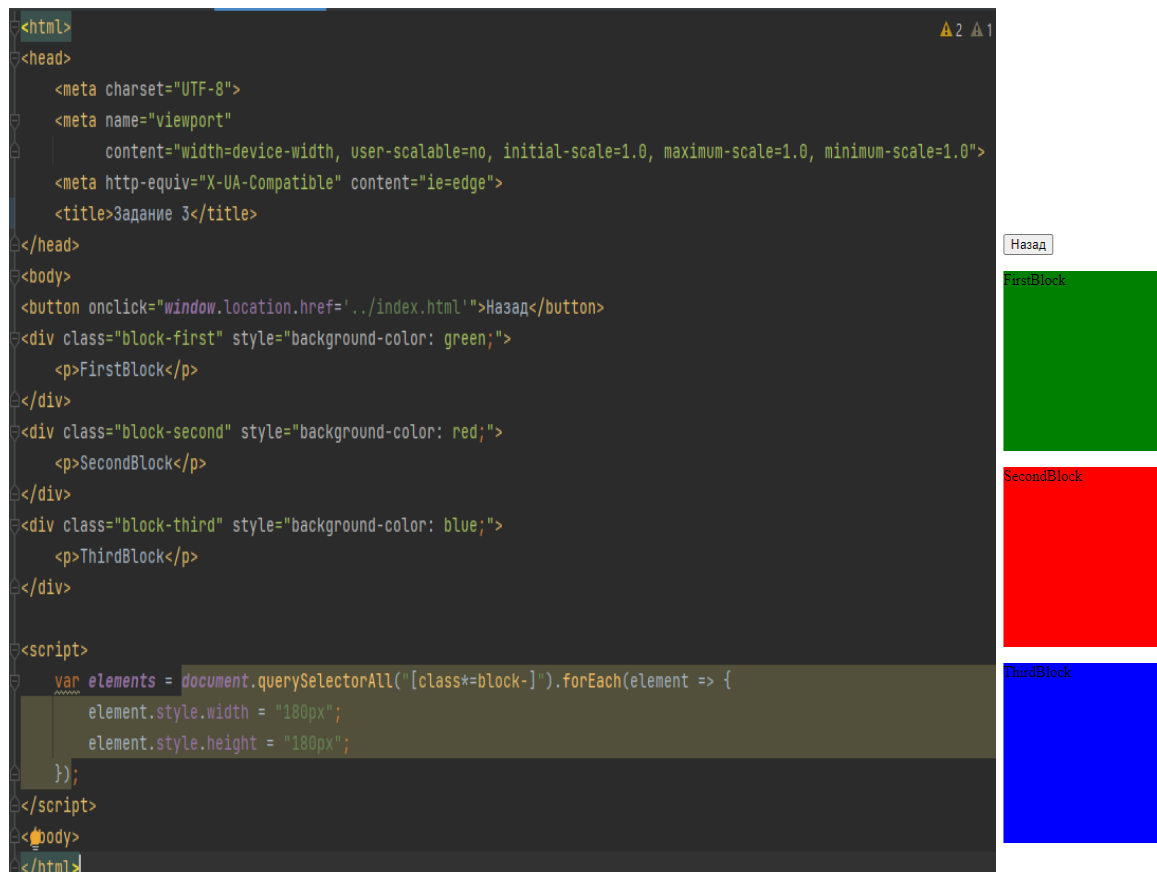 <html>
2 1
<head>
<meta charset="UTF-8">
<meta name="viewport"
content="width=device-width, user-scalable=no, initial-scale=1.0, maximum-scale=1.0, minimum-scale=1.0">
<meta http-equiv="X-UA-Compatible" content="ie=edge">
<title>Задание 3</title>
</head>
<body>
<button onclick="window.location.href='../index.html'">Назад</button>
<div class="block-first" style="background-color: green;">
<p>FirstBlock</p>
</div>
<div class="block-second" style="background-color: red;">
<p>SecondBlock</p>
</div>
<div class="block-third" style="background-color: blue;">
<p>ThirdBlock</p>
</div>
<script>
var elements = document.querySelectorAll("[class*=block-]").forEach(element => {
element.style.width = "180px";
element.style.height = "180px";
});
</script>
</body>
</html>
Назад
FirstBlock
SecondBlock
ThirdBlock